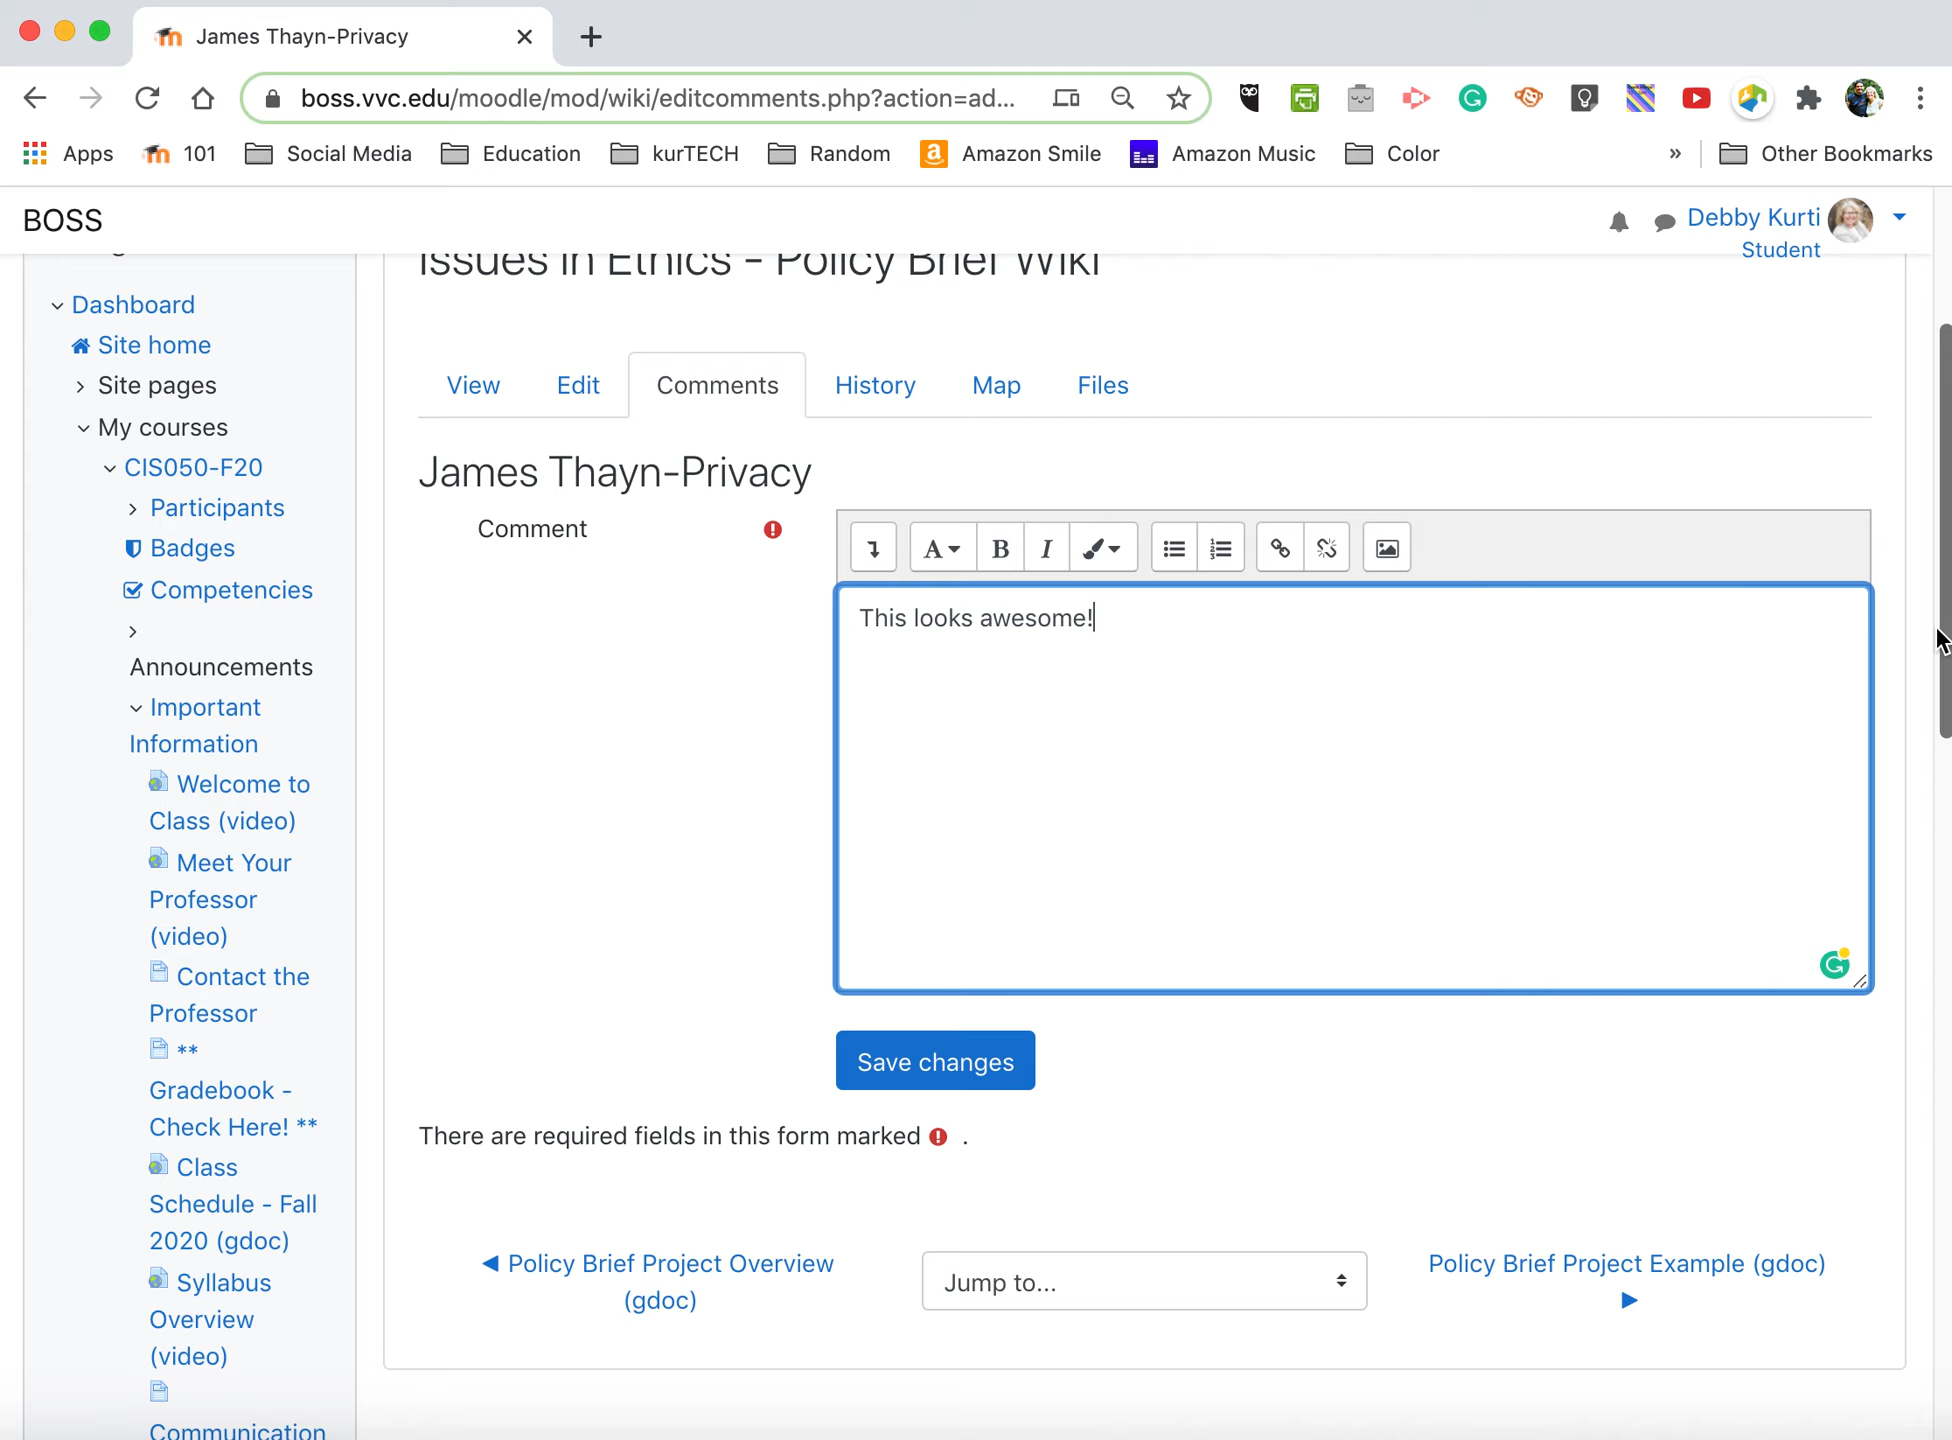 James Thayn-Privacy
boss.vvc.edu/moodle/mod/wiki/editcomments.php?action=ad...
Apps
101
Social Media
Education
kurTECH
Random
Amazon Smile
Amazon Music
Color
»
Other Bookmarks
BOSS
Debby Kurti
Student
Issues in Ethics - Policy Brief Wiki
Dashboard
Site home
Site pages
My courses
CIS050-F20
Participants
Badges
Competencies
Announcements
Important
Information
Welcome to
Class (video)
Meet Your
Professor
(video)
Contact the
Professor
**
Gradebook -
Check Here! **
Class
Schedule - Fall
2020 (gdoc)
Syllabus
Overview
(video)
Communication
View
Edit
Comments
History
Map
Files
James Thayn-Privacy
Comment
A
B
I
This looks awesome!
Save changes
There are required fields in this form marked .
◀ Policy Brief Project Overview
(gdoc)
Jump to...
Policy Brief Project Example (gdoc)
▶